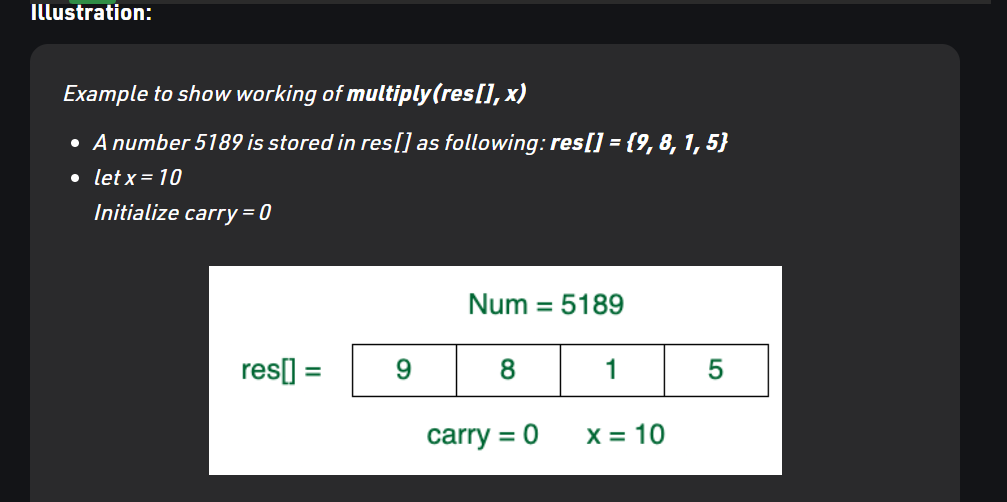 Illustration:
Example to show working of multiply(res[], x)
• A number 5189 is stored in res[] as following: res[] = {9, 8, 1, 5}
• let x = 10
Initialize carry = 0
Num = 5189
res[] = 9 8 1 5
carry = 0 x = 10